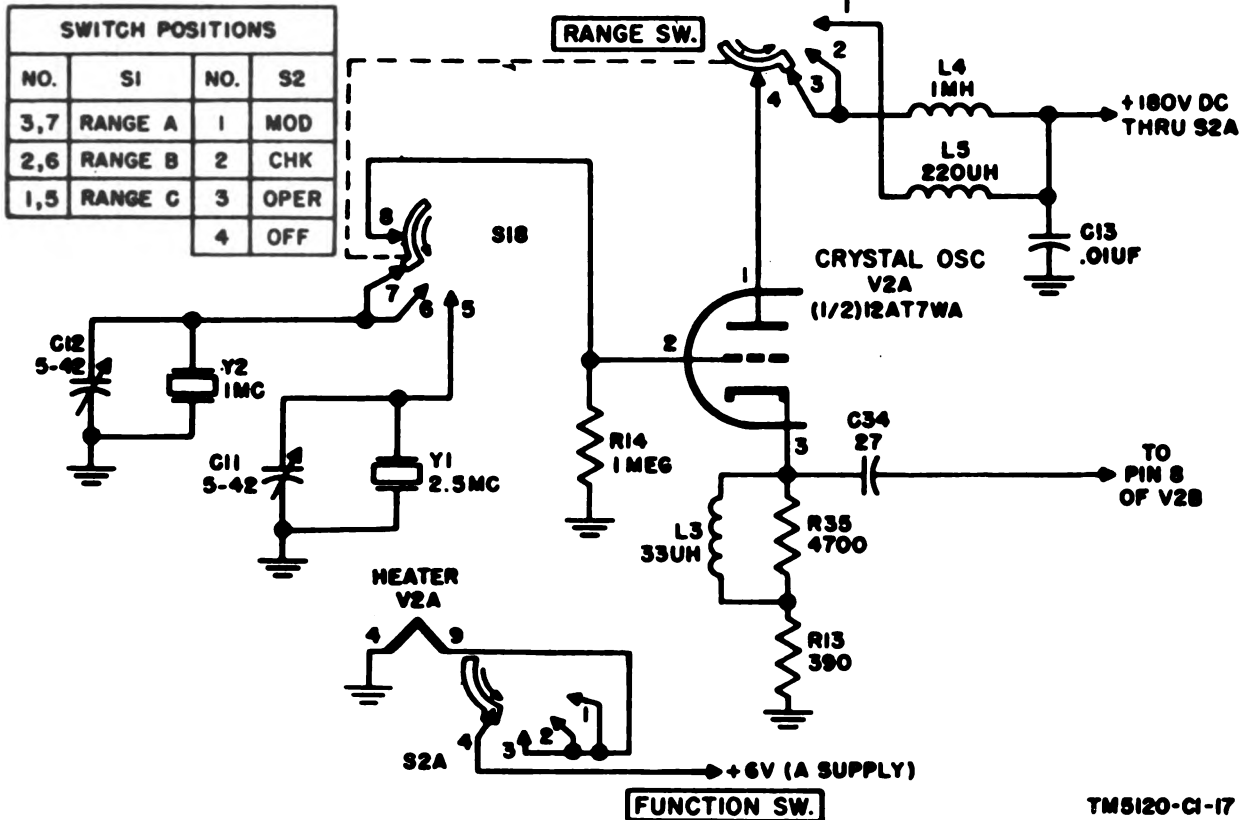 SWITCH POSITIONS
NO. S1 NO. S2
3,7 RANGE A 1 MOD
2,6 RANGE B 2 CHK
1,5 RANGE C 3 OPER
4 OFF
RANGE SW.
1
2
3
4
L4
1MH
+180V DC
THRU S2A
L5
220UH
C13
.01UF
8
S1B
7
6
5
CRYSTAL OSC
V2A
(1/2)12AT7WA
1
2
3
C12
5-42
Y2
1MC
C11
5-42
Y1
2.5MC
R14
1 MEG
C34
27
TO
PIN 8
OF V2B
L3
33UH
R35
4700
R13
390
HEATER
V2A
4
9
1
2
3
4
S2A
+6V (A SUPPLY)
FUNCTION SW.
TM5120-C1-17